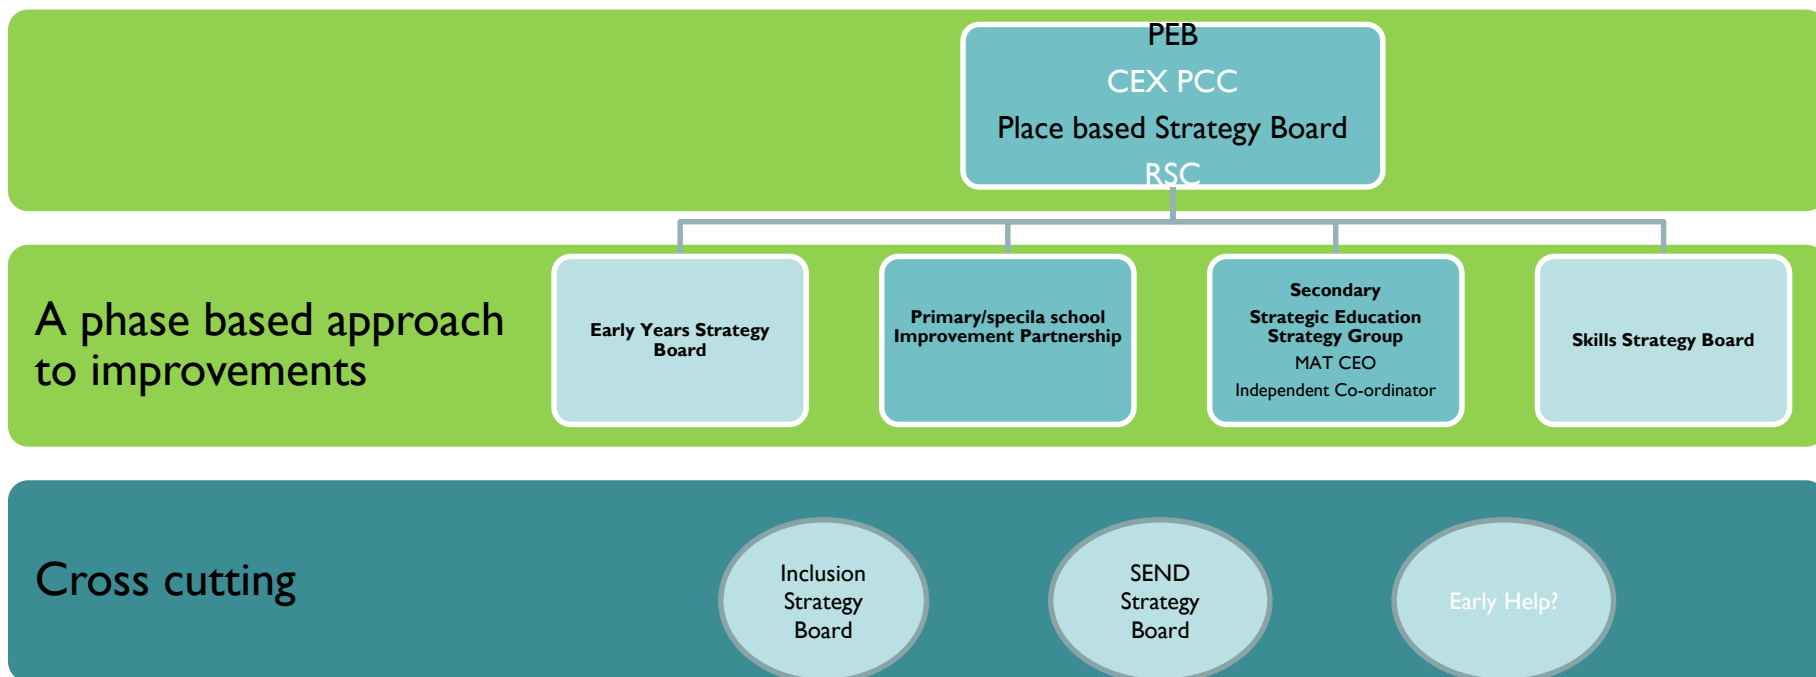 PEB
CEX PCC
Place based Strategy Board
RSC
A phase based approach
to improvements
Early Years Strategy
Board
Primary/specila school
Improvement Partnership
Secondary
Strategic Education
Strategy Group
MAT CEO
Independent Co-ordinator
Skills Strategy Board
Cross cutting
Inclusion
Strategy
Board
SEND
Strategy
Board
Early Help?